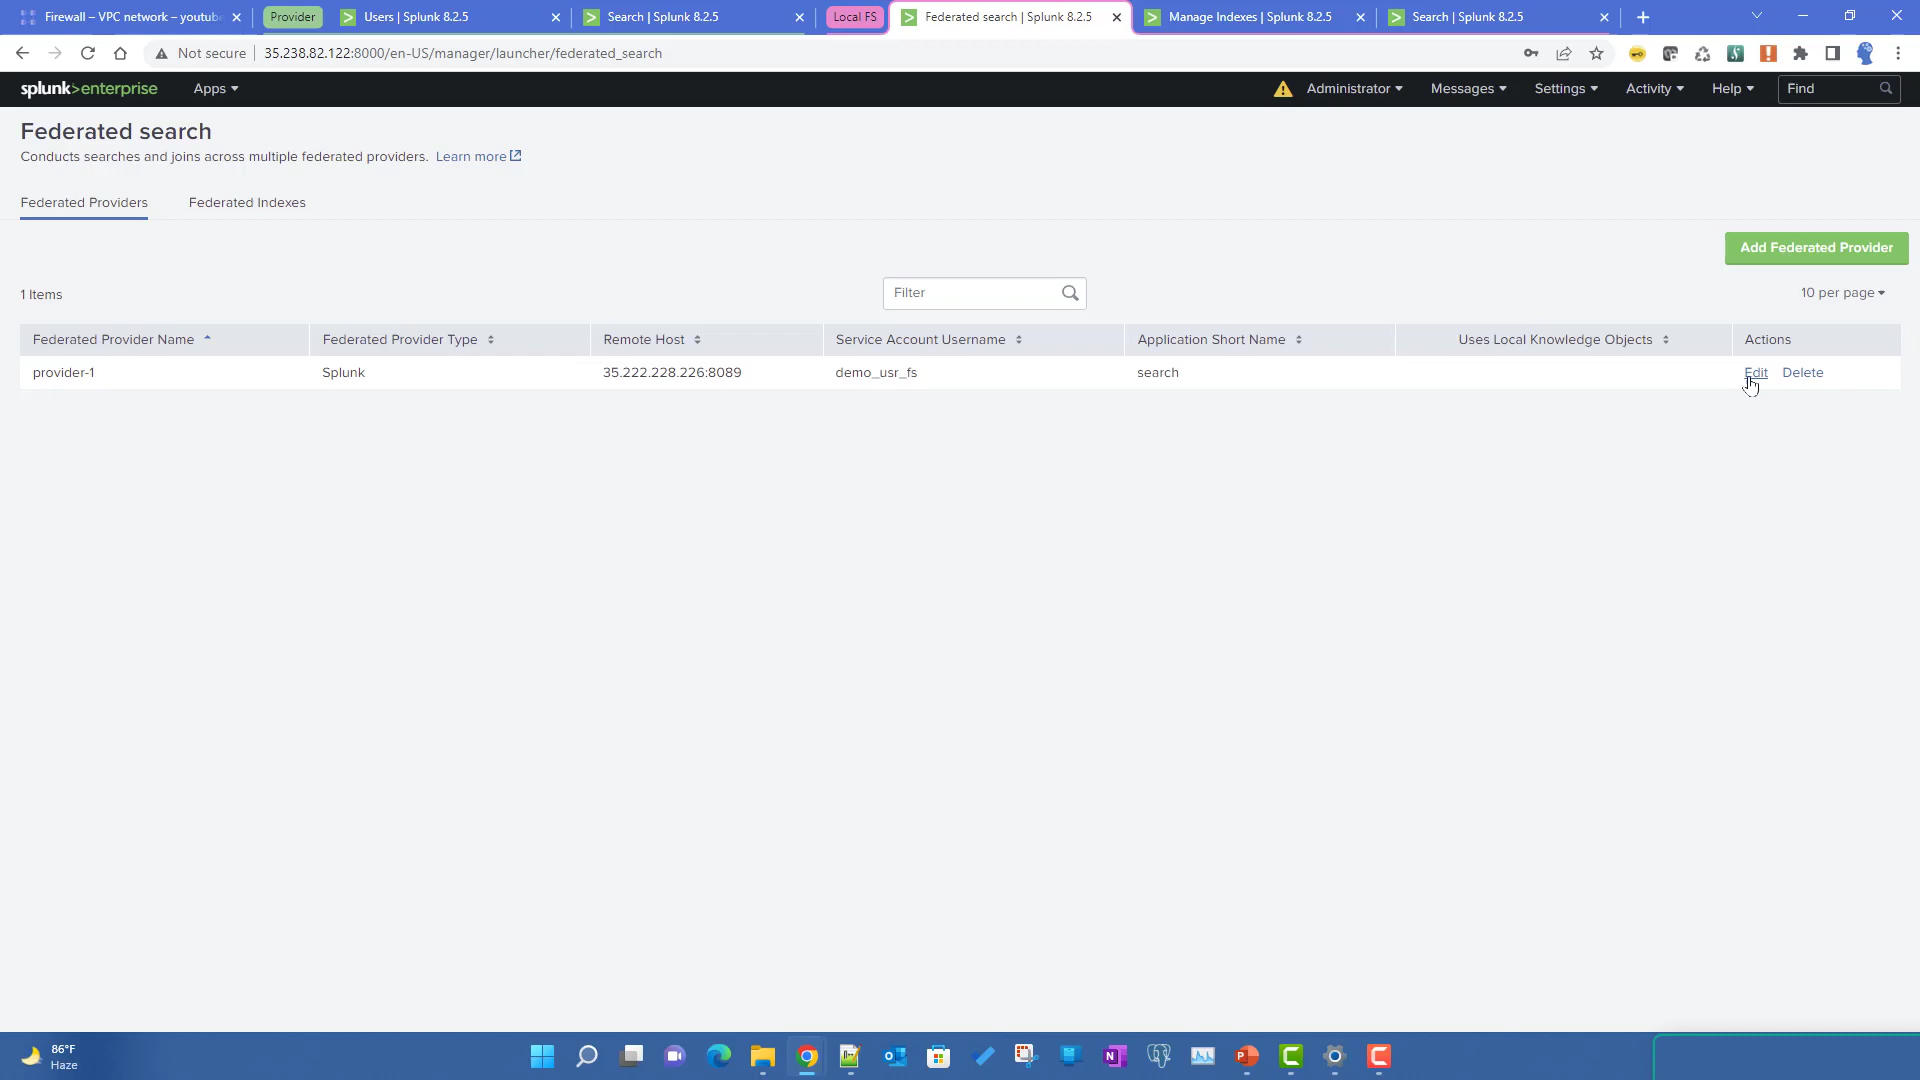 Firewall – VPC network – youtube
Provider
Users | Splunk 8.2.5
Search | Splunk 8.2.5
Local FS
Federated search | Splunk 8.2.5
Manage Indexes | Splunk 8.2.5
Search | Splunk 8.2.5
Not secure
35.238.82.122:8000/en-US/manager/launcher/federated_search
splunk>enterprise
Apps
Administrator
Messages
Settings
Activity
Help
Find
Federated search
Conducts searches and joins across multiple federated providers. Learn more
Federated Providers
Federated Indexes
Add Federated Provider
1 Items
Filter
10 per page
Federated Provider Name
Federated Provider Type
Remote Host
Service Account Username
Application Short Name
Uses Local Knowledge Objects
Actions
provider-1
Splunk
35.222.228.226:8089
demo_usr_fs
search
Edit
Delete
86°F
Haze